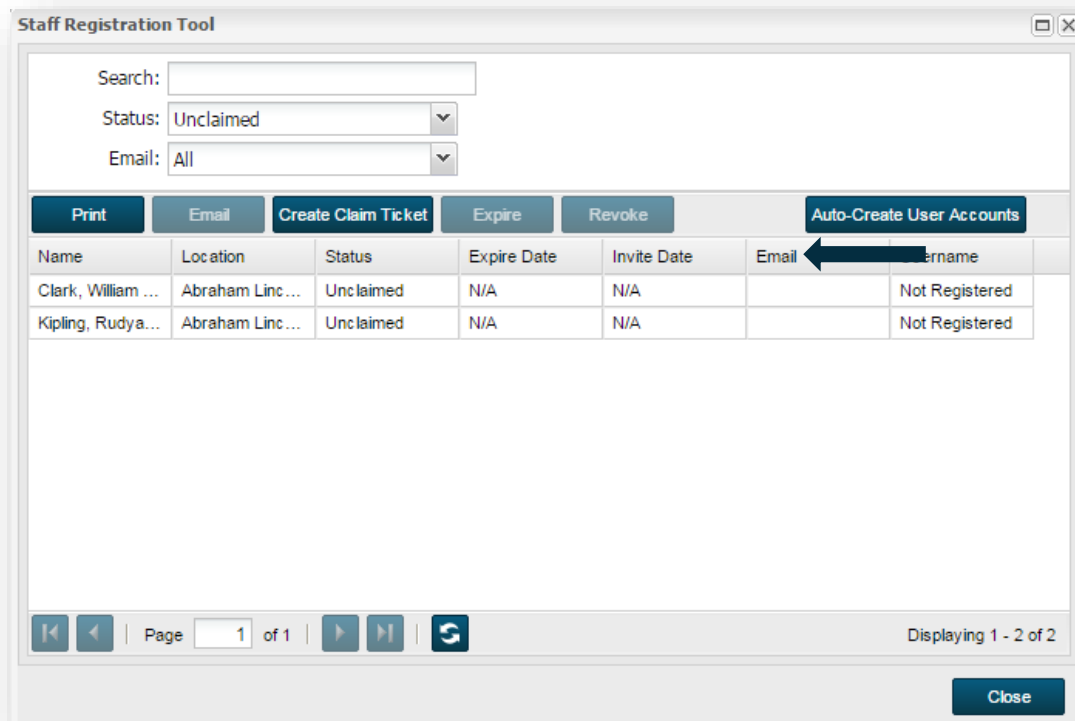 Staff Registration Tool
Search:
Status: Unclaimed
Email: All
Print Email Create Claim Ticket Expire Revoke Auto-Create User Accounts
Name Location Status Expire Date Invite Date Email
Clark, William ... Abraham Linc... Unclaimed N/A N/A Not Registered
Kipling, Rudya... Abraham Linc... Unclaimed N/A N/A Not Registered
Page 1 of 1 Displaying 1 - 2 of 2
Close